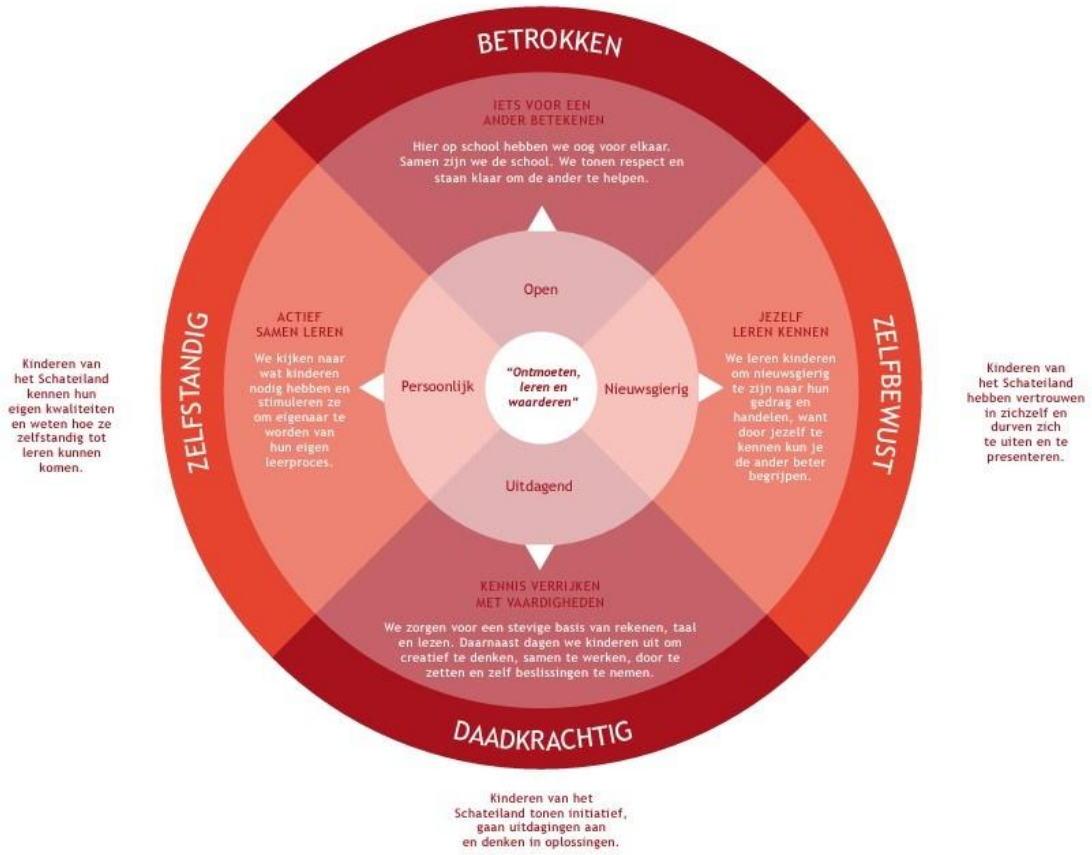 BETROKKEN
IETS VOOR EEN
ANDER BETEKENEN
Hier op school hebben we oog voor elkaar.
Samen zijn we de school. We tonen respect en
staan klaar om de ander te helpen.
Open
ZELFSTANDIG
ACTIEF
SAMEN LEREN
We kijken naar
wat kinderen
nodig hebben en
stimuleren ze
om eigenaar te
worden van
hun eigen
leerproces.
Persoonlijk
"Ontmoeten,
leren en
waarderen"
Nieuwsgierig
JEZELF
LEREN KENNEN
We leren kinderen
om nieuwsgierig
te zijn naar hun
gedrag en
handelen, want
door jezelf te
kennen kun je
de ander beter
begrijpen.
ZELFBEWUST
Kinderen van
het Schateiland
kennen hun
eigen kwaliteiten
en weten hoe ze
zelfstandig tot
leren kunnen
komen.
Kinderen van
het Schateiland
hebben vertrouwen
in zichzelf en
durven zich
te uiten en te
presenteren.
Uitdagend
KENNIS VERRIJKEN
MET VAARDIGHEDEN
We zorgen voor een stevige basis van rekenen, taal
en lezen. Daarnaast dagen we kinderen uit om
creatief te denken, samen te werken, door te
zetten en zelf beslissingen te nemen.
DAADKRACHTIG
Kinderen van het
Schateiland tonen initiatief,
gaan uitdagingen aan
en denken in oplossingen.